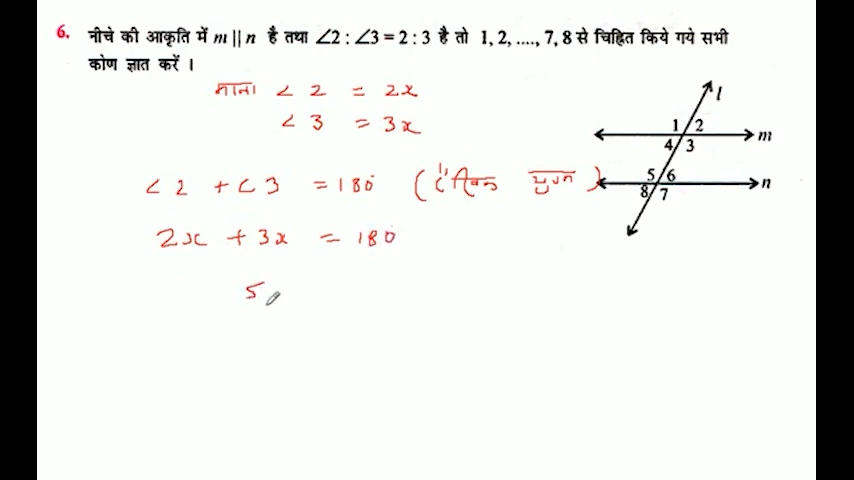 6. नीचे की आकृति में m || n है तथा ∠2 : ∠3 = 2 : 3 है तो 1, 2, ...., 7, 8 से चिह्नित किये गये सभी
कोण ज्ञात करें ।
माना ∠ 2 = 2x
∠ 3 = 3x
∠ 2 + ∠ 3 = 180 ( रैखिक युग्म )
2x + 3x = 180
5
l
1 2
m
4 3
5 6
n
8 7